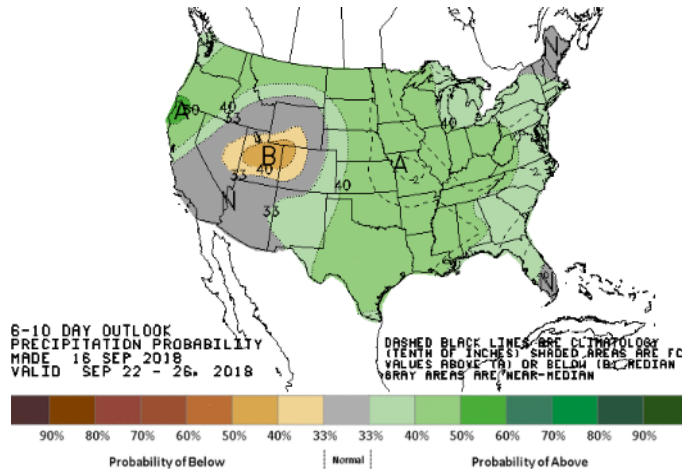 N
A
50
40
33
40
A
B
40
33
N
33
40
N
6-10 DAY OUTLOOK
PRECIPITATION PROBABILITY
MADE 16 SEP 2018
VALID SEP 22 - 26, 2018
DASHED BLACK LINES ARE CLIMATOLOGY
(TENTH OF INCHES) SHADED AREAS ARE FC
VALUES ABOVE (A) OR BELOW (B) MEDIAN
GRAY AREAS ARE NEAR-MEDIAN
90% 80% 70% 60% 50% 40% 33% 33% 40% 50% 60% 70% 80% 90%
Probability of Below Normal Probability of Above